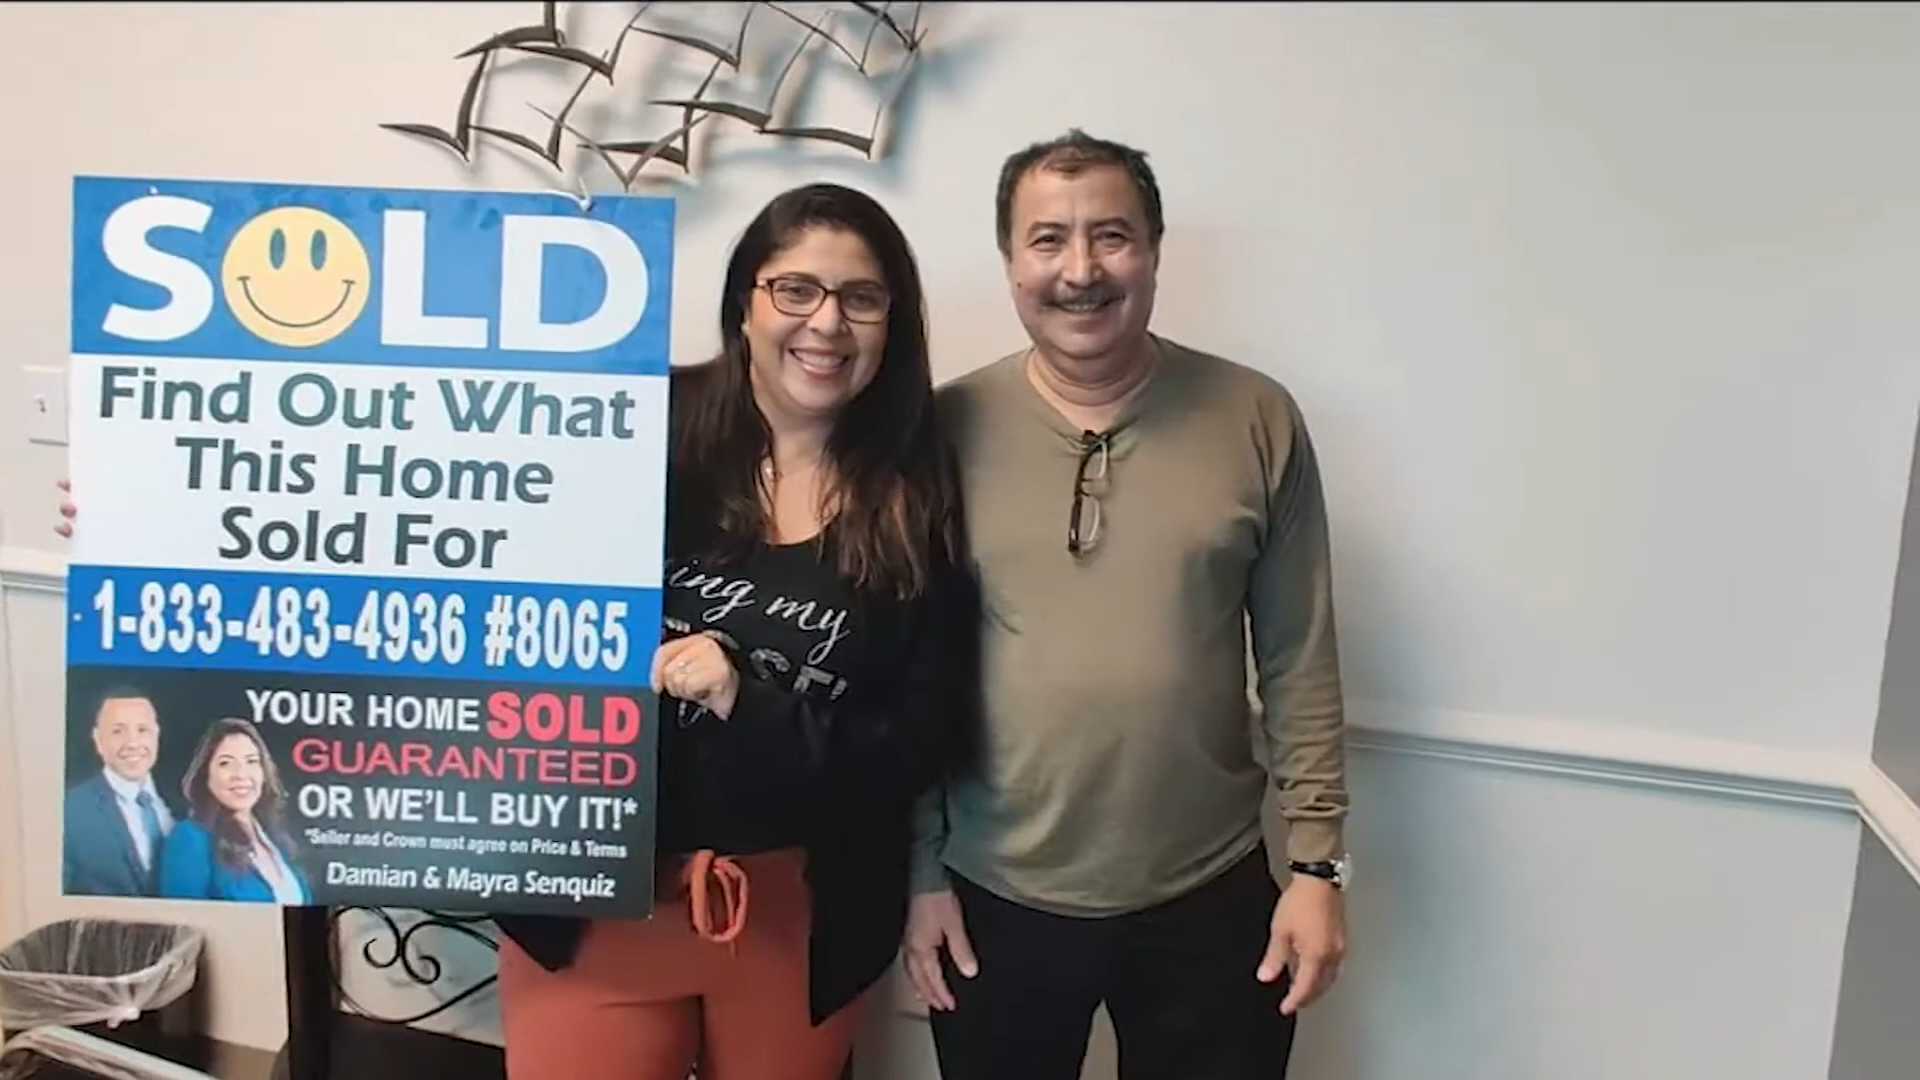 SOLD
Find Out What
This Home
Sold For
1-833-483-4936 #8065
YOUR HOME SOLD
GUARANTEED
OR WE'LL BUY IT!*
*Seller and Crown must agree on Price & Terms
Damian & Mayra Senquiz
my